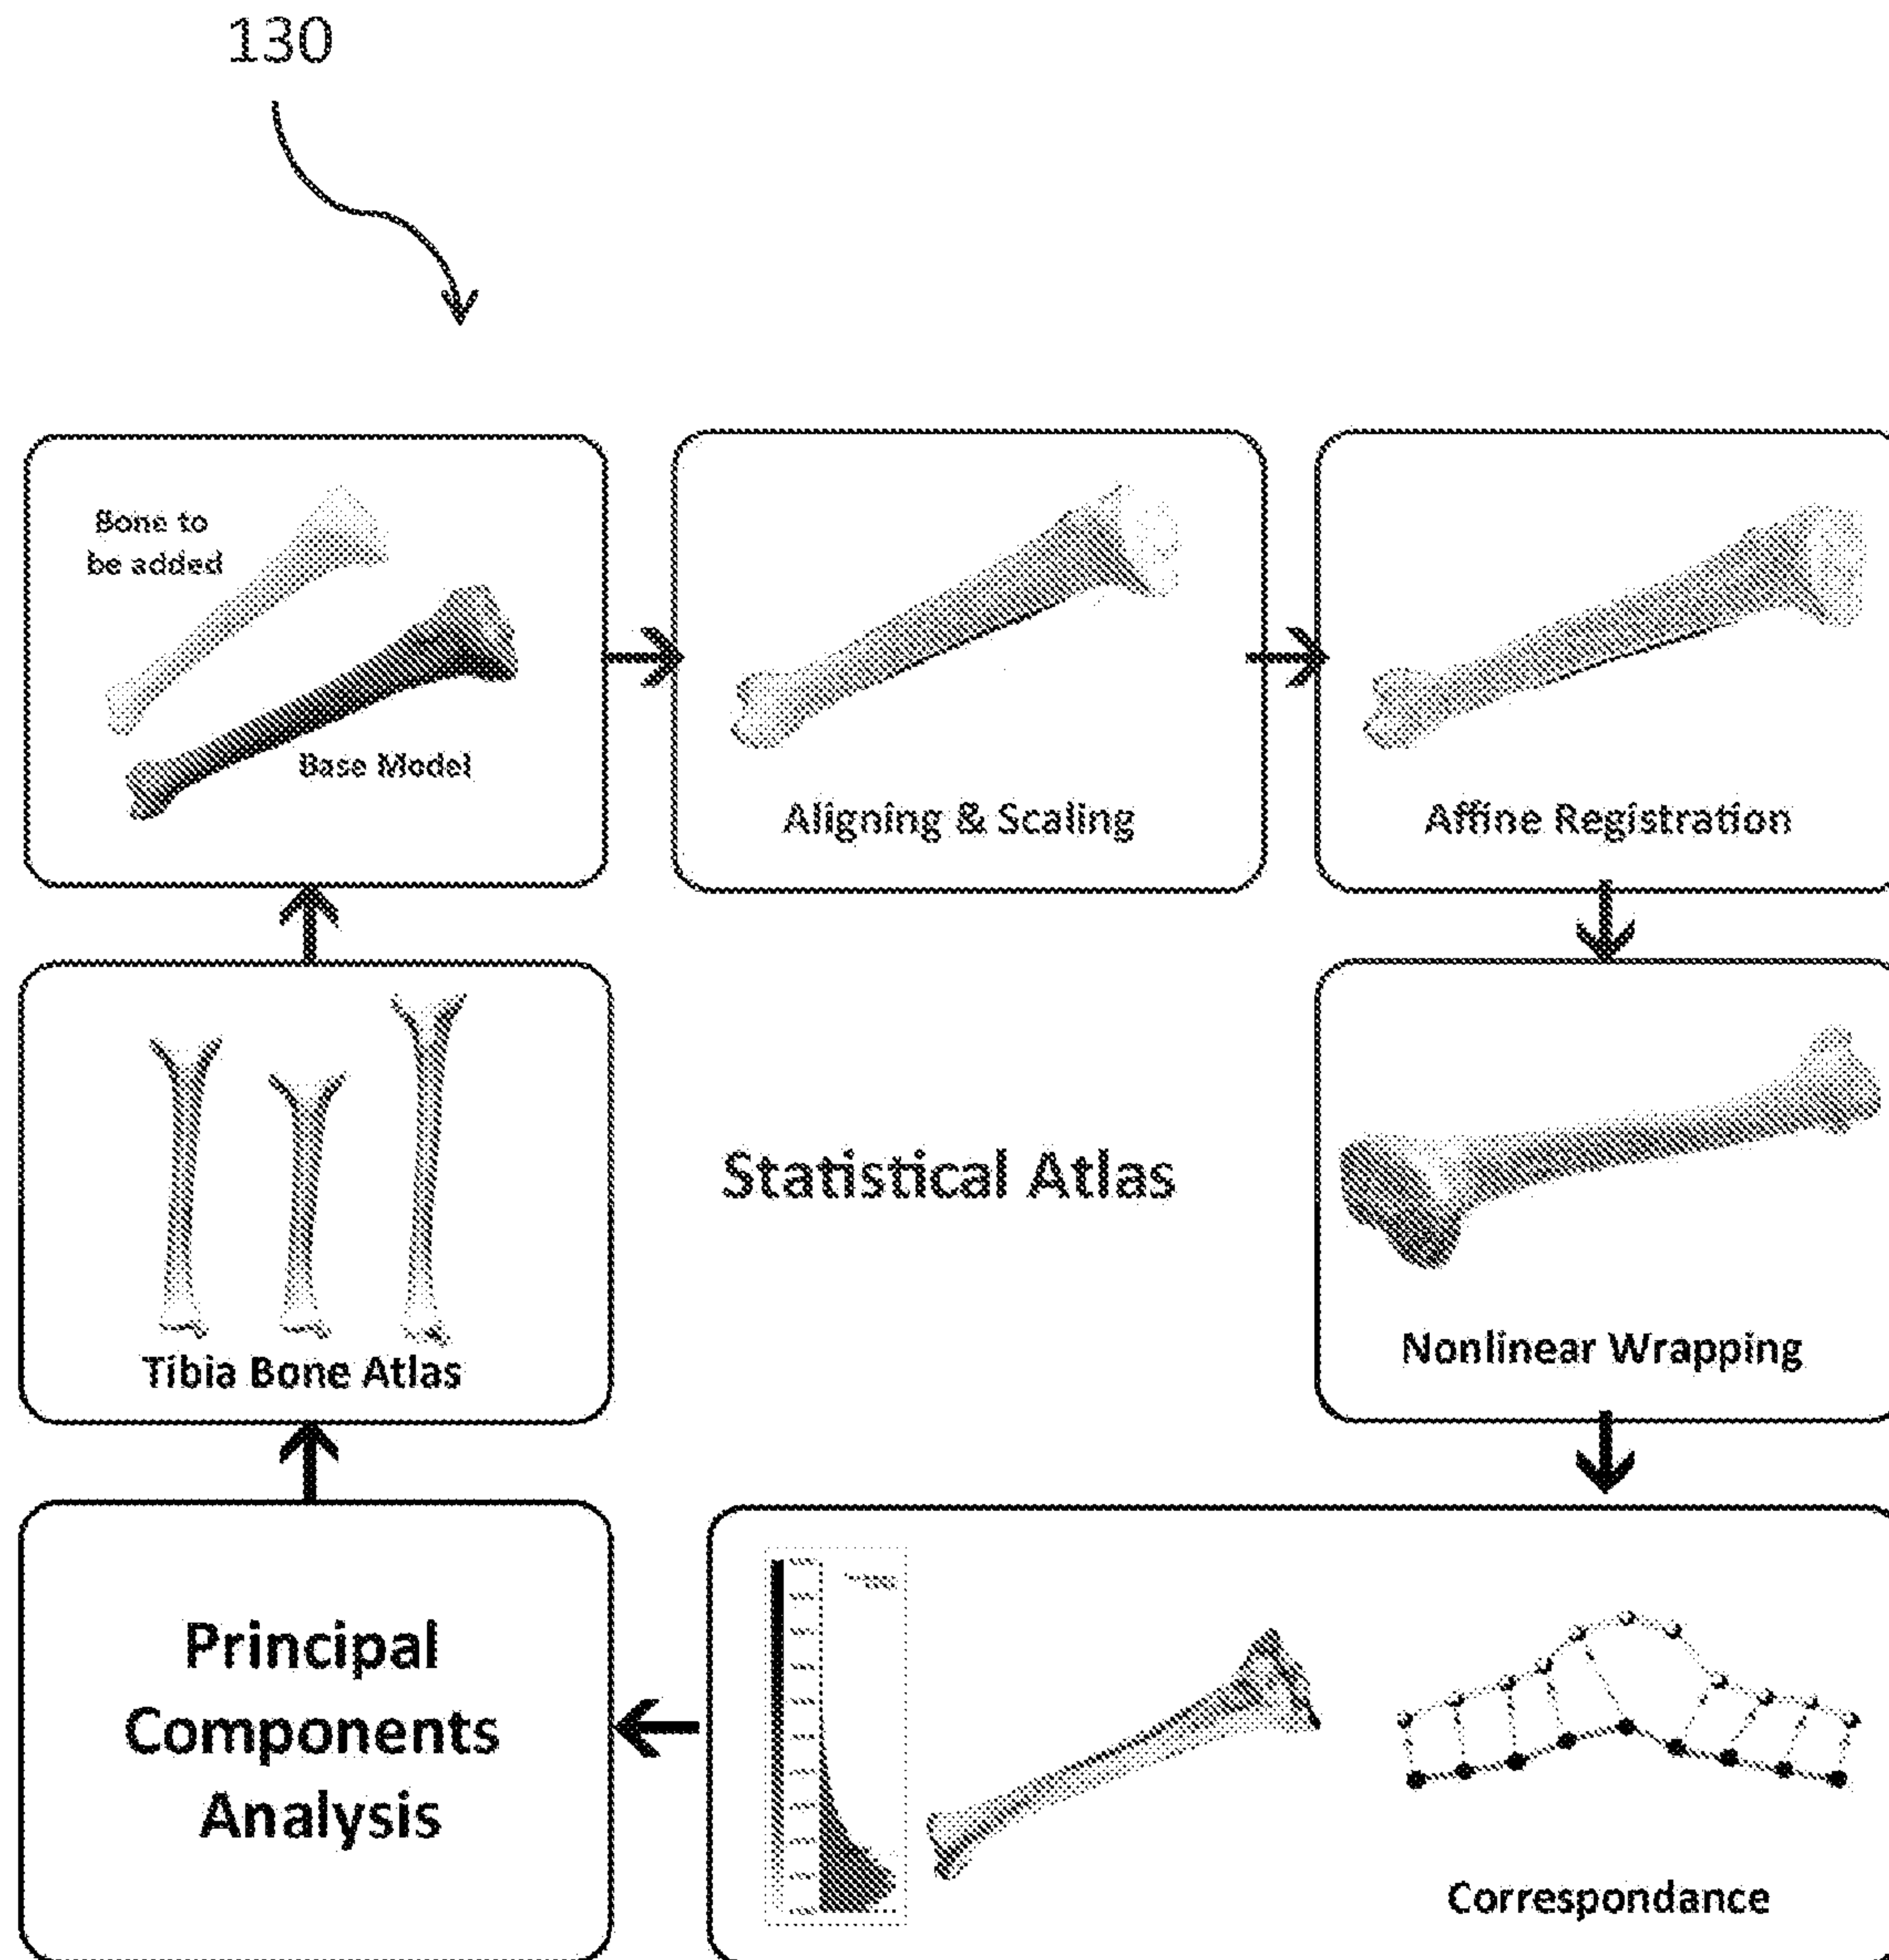 130
Bone to
be added
Base Model
Aligning & Scaling
Affine Registration
Tibia Bone Atlas
Statistical Atlas
Nonlinear Wrapping
Principal
Components
Analysis
Correspondance